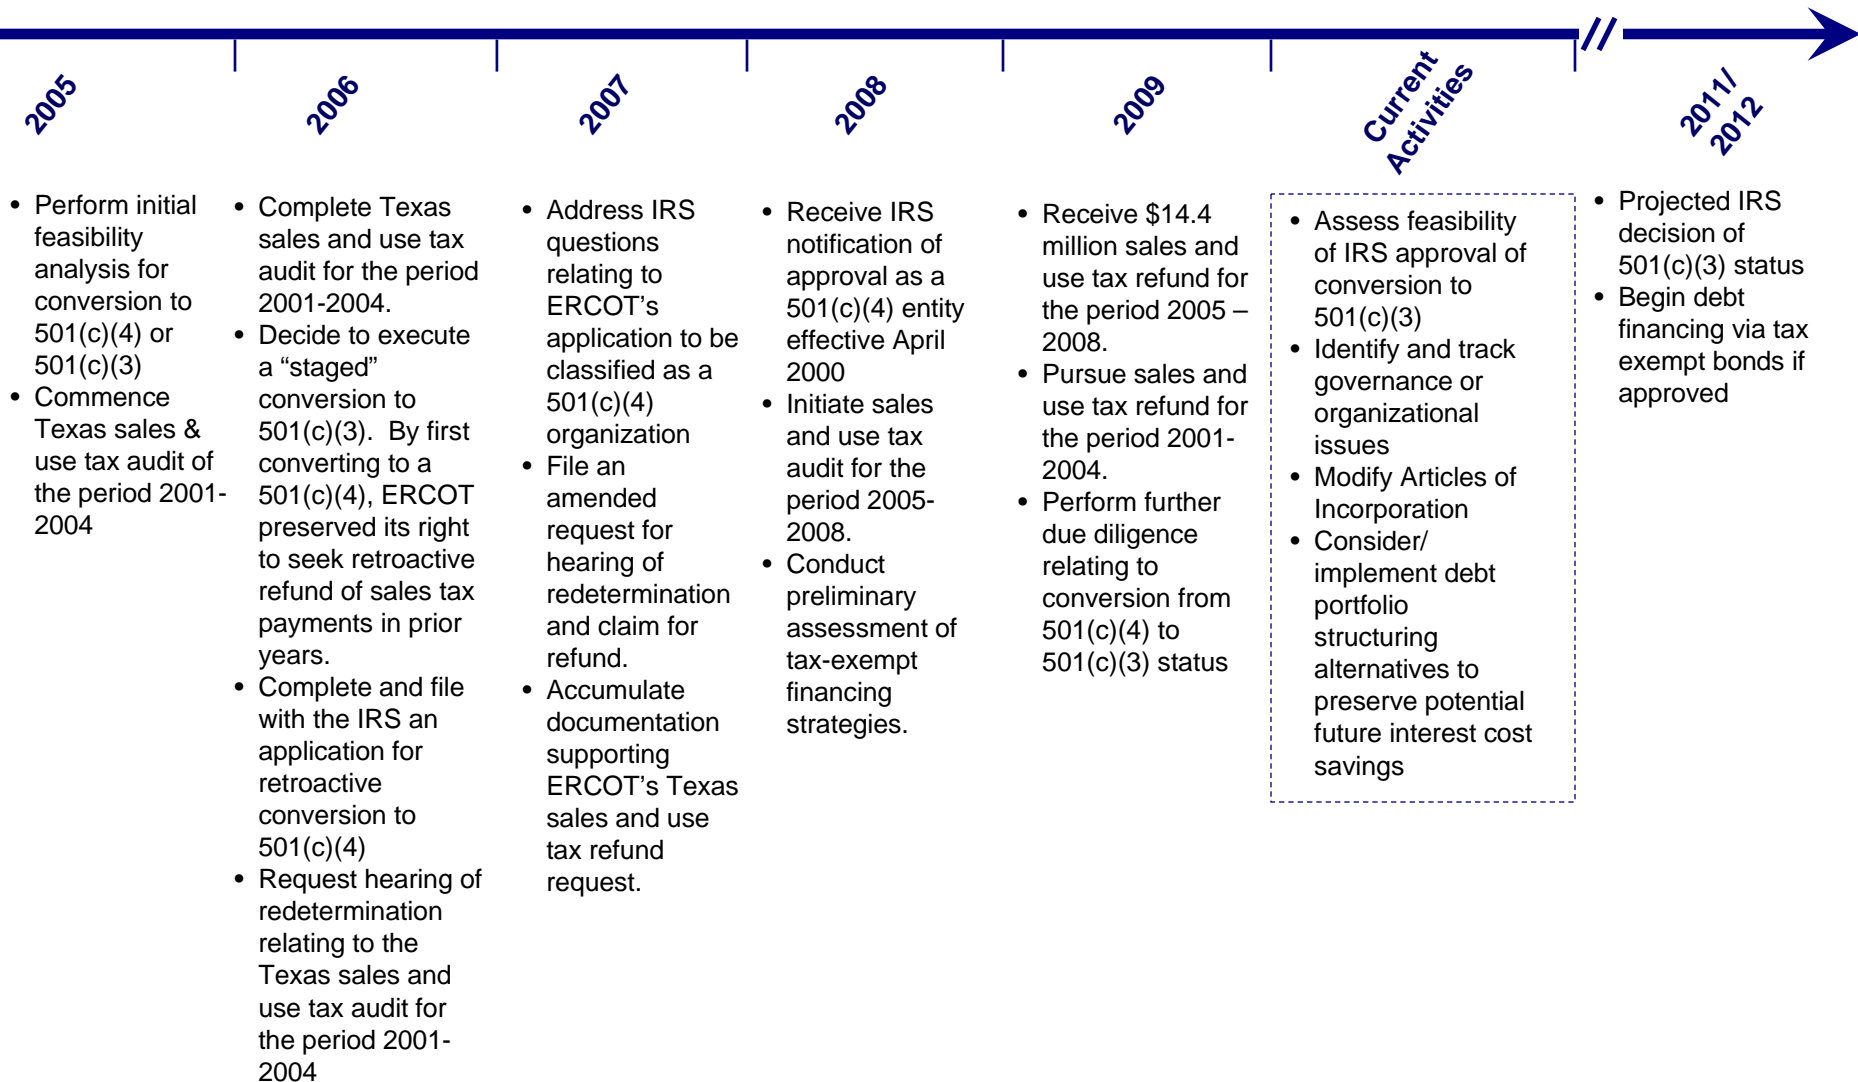 2005
2006
2007
2008
2009
Current
Activities
2011/
2012
• Perform initial
feasibility
analysis for
conversion to
501(c)(4) or
501(c)(3)
• Commence
Texas sales &
use tax audit of
the period 2001-
2004
• Complete Texas
sales and use tax
audit for the period
2001-2004.
• Decide to execute
a “staged”
conversion to
501(c)(3).  By first
converting to a
501(c)(4), ERCOT
preserved its right
to seek retroactive
refund of sales tax
payments in prior
years.
• Complete and file
with the IRS an
application for
retroactive
conversion to
501(c)(4)
• Request hearing of
redetermination
relating to the
Texas sales and
use tax audit for
the period 2001-
2004
• Address IRS
questions
relating to
ERCOT’s
application to be
classified as a
501(c)(4)
organization
• File an
amended
request for
hearing of
redetermination
and claim for
refund.
• Accumulate
documentation
supporting
ERCOT’s Texas
sales and use
tax refund
request.
• Receive IRS
notification of
approval as a
501(c)(4) entity
effective April
2000
• Initiate sales
and use tax
audit for the
period 2005-
2008.
• Conduct
preliminary
assessment of
tax-exempt
financing
strategies.
• Receive $14.4
million sales and
use tax refund for
the period 2005 –
2008.
• Pursue sales and
use tax refund for
the period 2001-
2004.
• Perform further
due diligence
relating to
conversion from
501(c)(4) to
501(c)(3) status
• Assess feasibility
of IRS approval of
conversion to
501(c)(3)
• Identify and track
governance or
organizational
issues
• Modify Articles of
Incorporation
• Consider/
implement debt
portfolio
structuring
alternatives to
preserve potential
future interest cost
savings
• Projected IRS
decision of
501(c)(3) status
• Begin debt
financing via tax
exempt bonds if
approved